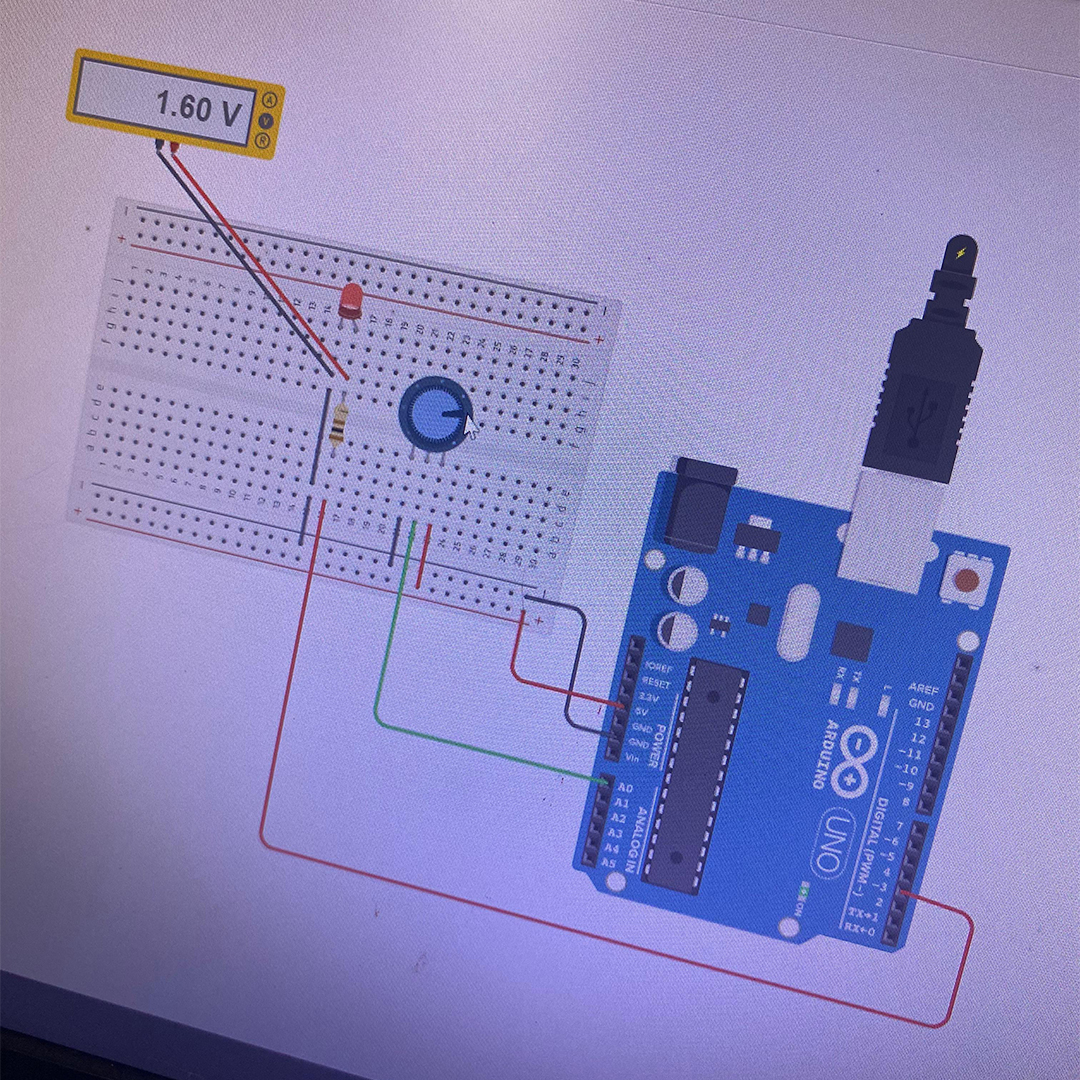 1.60 V
A
V
R
IOREF
RESET
3.3V
5V
GND
GND
Vin
POWER
A0
A1
A2
A3
A4
A5
ANALOG IN
AREF
GND
13
12
~11
~10
~9
8
7
~6
~5
4
~3
2
TX→1
RX←0
DIGITAL (PWM~)
RX
TX
L
ARDUINO
UNO
ON